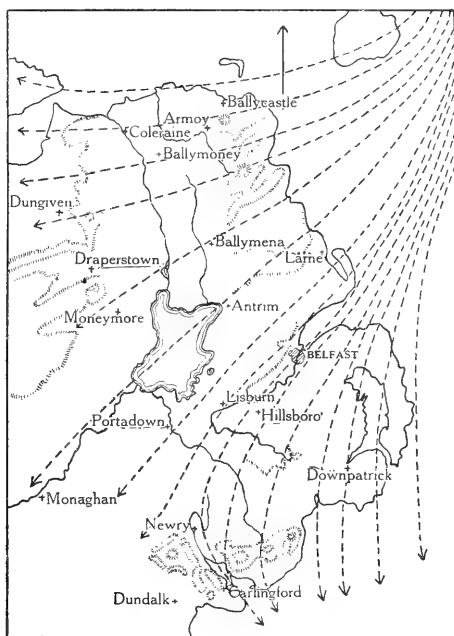 Ballycastle
Armoy
Coleraine
Ballymoney
Dungiven
Ballymena
Larne
Draperstown
Antrim
Moneymore
BELFAST
Lisburn
Hillsboro'
Portadown
Downpatrick
Monaghan
Newry
Carlingford
Dundalk